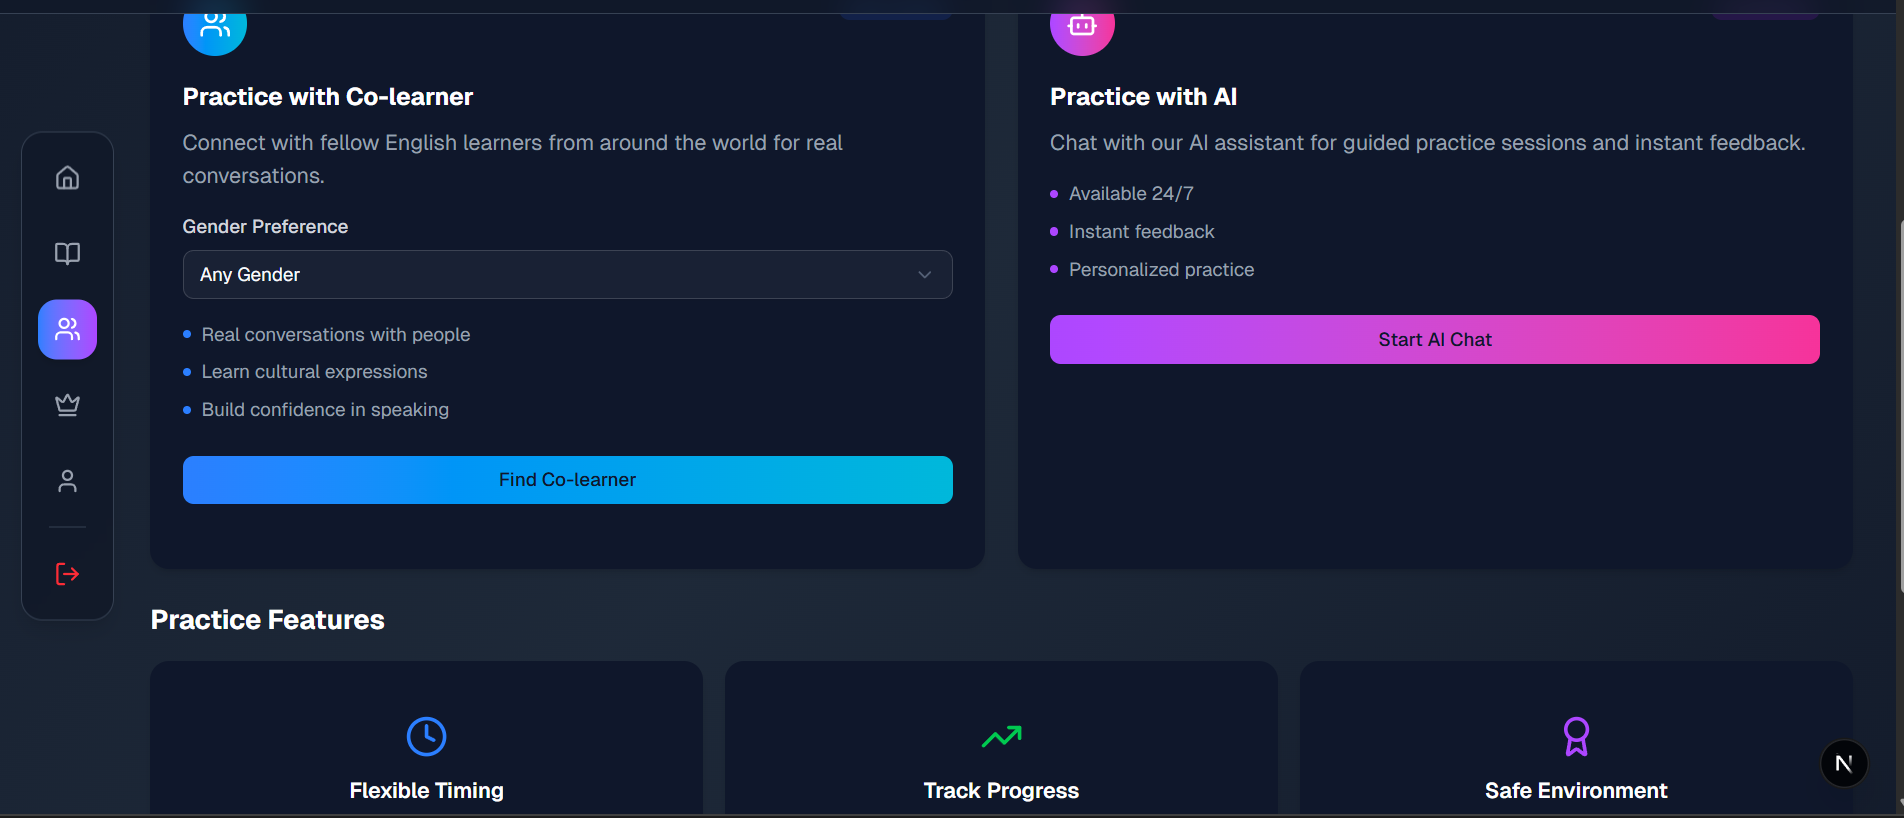 Practice with Co-learner
Connect with fellow English learners from around the world for real
conversations.
Gender Preference
Any Gender
Real conversations with people
Learn cultural expressions
Build confidence in speaking
Find Co-learner
Practice with AI
Chat with our AI assistant for guided practice sessions and instant feedback.
Available 24/7
Instant feedback
Personalized practice
Start AI Chat
Practice Features
Flexible Timing
Track Progress
Safe Environment
N